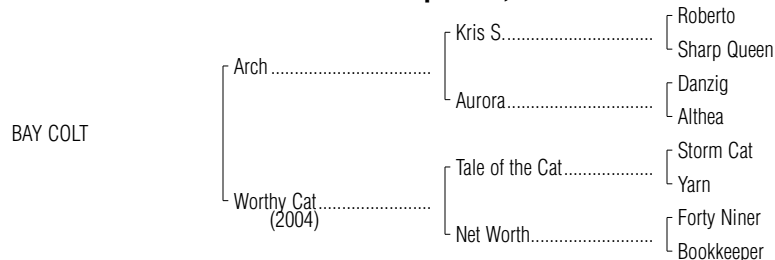 Roberto
Kris S.
Sharp Queen
Arch
Danzig
Aurora
Althea
BAY COLT
Storm Cat
Tale of the Cat
Yarn
Worthy Cat
(2004)
Forty Niner
Net Worth
Bookkeeper